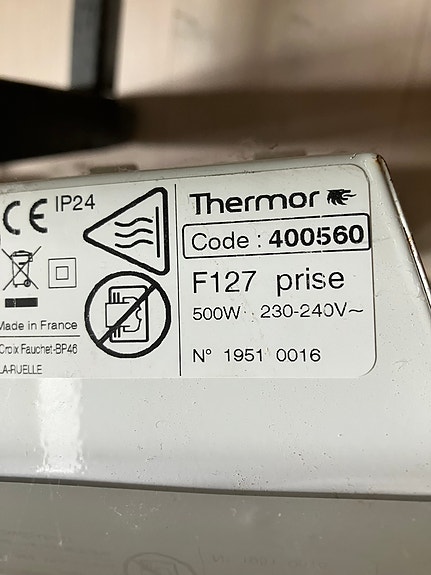 CE IP24
Made in France
Croix Fauchet-BP46
LA-RUELLE
Thermor
Code : 400560
F127 prise
500W 230-240V~
N° 1951 0016